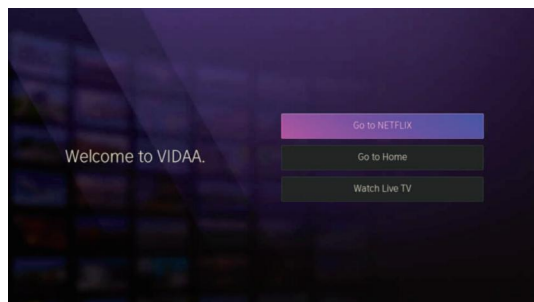 Welcome to VIDAA.
Go to NETFLIX
Go to Home
Watch Live TV